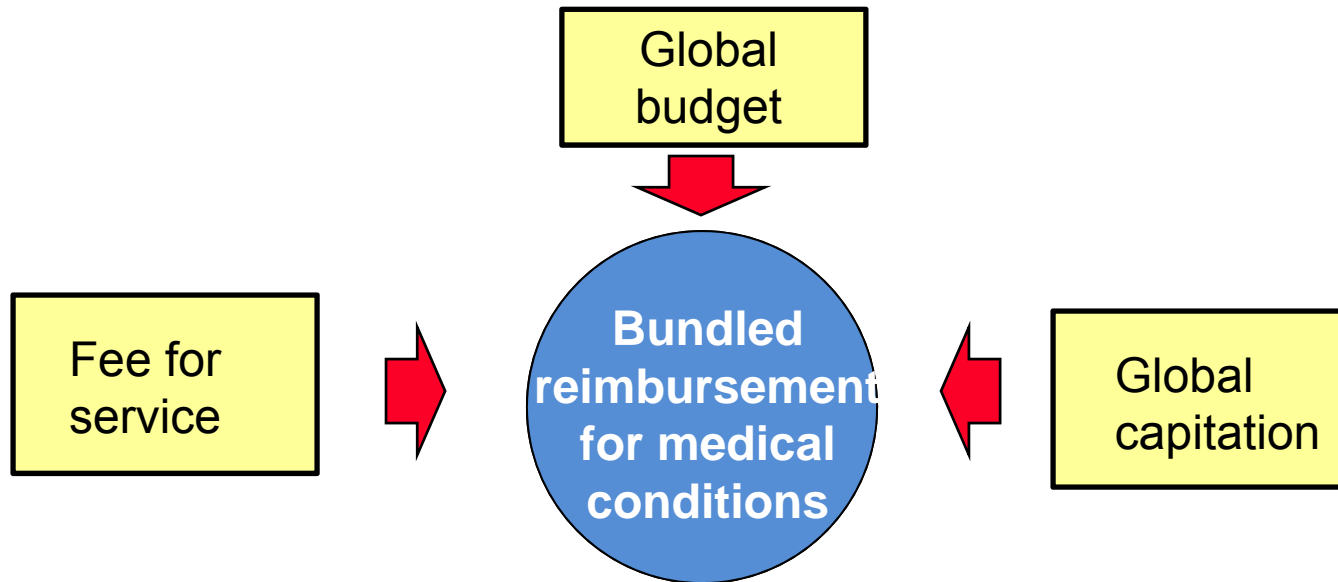 Global
budget
Fee for
service
Bundled
reimbursement
for medical
conditions
Global
capitation